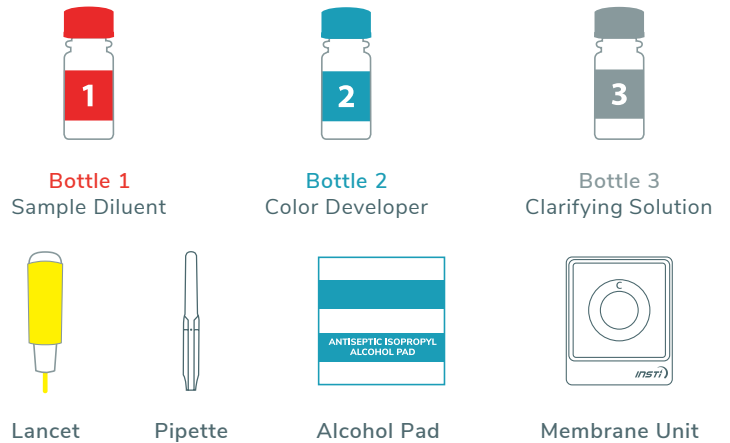 1
2
3
Bottle 1
Sample Diluent
Bottle 2
Color Developer
Bottle 3
Clarifying Solution
ANTISEPTIC ISOPROPYL
ALCOHOL PAD
C
INSTi
Lancet
Pipette
Alcohol Pad
Membrane Unit